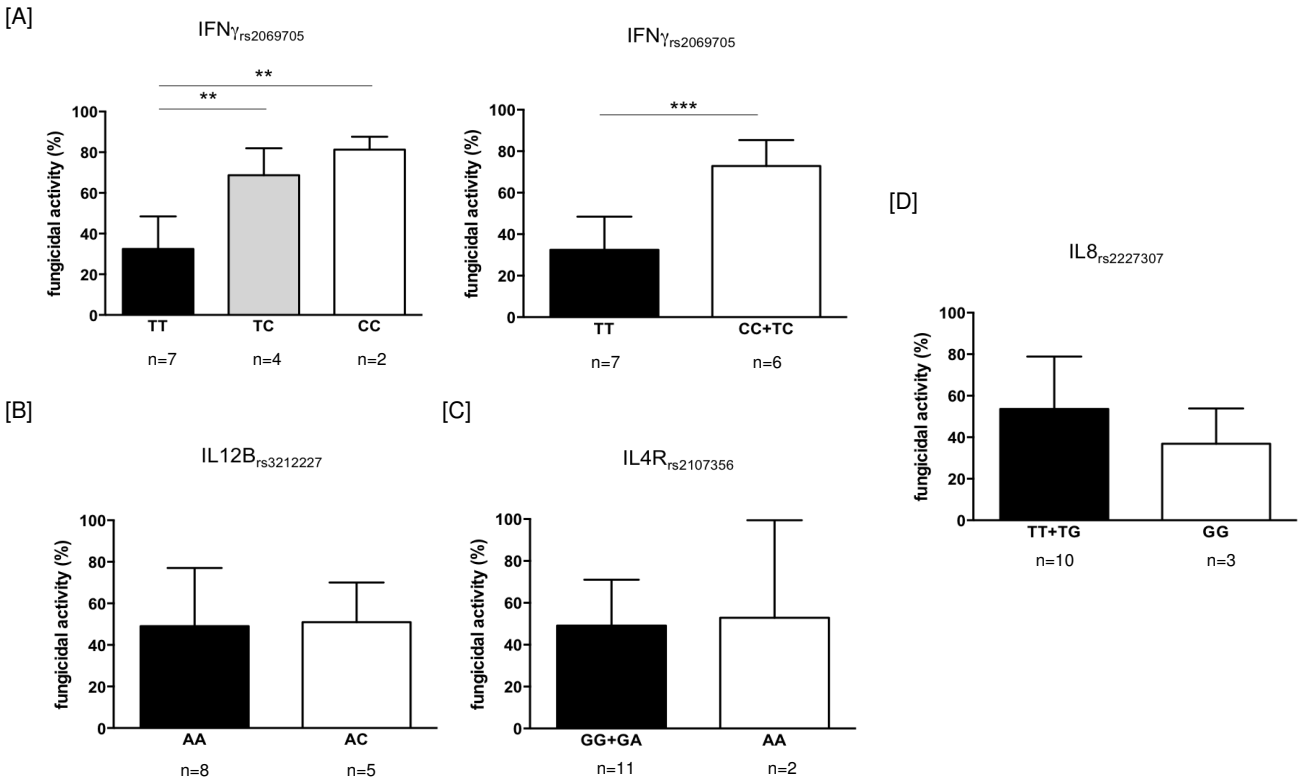 [A]
IFNγrs2069705
**
**
fungicidal activity (%)
100
80
60
40
20
0
TT TC CC
n=7 n=4 n=2
IFNγrs2069705
***
fungicidal activity (%)
100
80
60
40
20
0
TT CC+TC
n=7 n=6
[B]
IL12Brs3212227
fungicidal activity (%)
100
80
60
40
20
0
AA AC
n=8 n=5
[C]
IL4Rrs2107356
fungicidal activity (%)
100
80
60
40
20
0
GG+GA AA
n=11 n=2
[D]
IL8rs2227307
fungicidal activity (%)
100
80
60
40
20
0
TT+TG GG
n=10 n=3